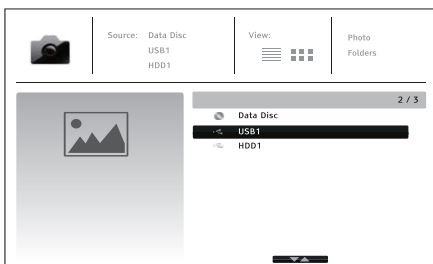 Source: Data Disc
USB1
HDD1
View:
Photo
Folders
2 / 3
Data Disc
USB1
HDD1